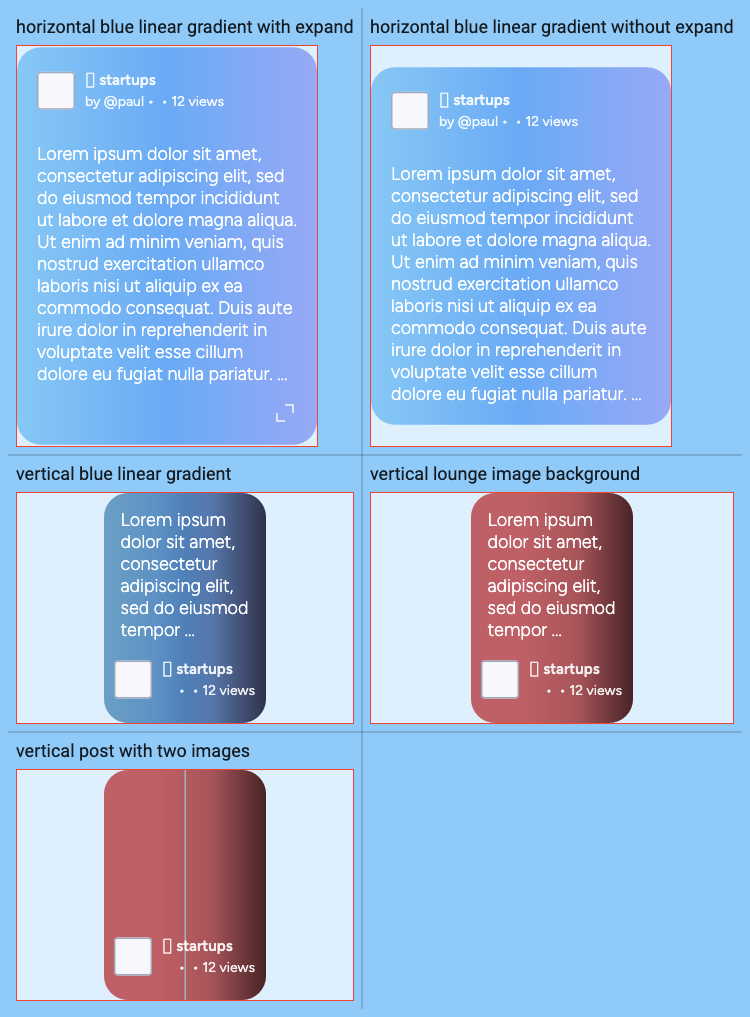 horizontal blue linear gradient with expand
startups
by @paul • • 12 views
Lorem ipsum dolor sit amet,
consectetur adipiscing elit, sed
do eiusmod tempor incididunt
ut labore et dolore magna aliqua.
Ut enim ad minim veniam, quis
nostrud exercitation ullamco
laboris nisi ut aliquip ex ea
commodo consequat. Duis aute
irure dolor in reprehenderit in
voluptate velit esse cillum
dolore eu fugiat nulla pariatur. ...
horizontal blue linear gradient without expand
startups
by @paul • • 12 views
Lorem ipsum dolor sit amet,
consectetur adipiscing elit, sed
do eiusmod tempor incididunt
ut labore et dolore magna aliqua.
Ut enim ad minim veniam, quis
nostrud exercitation ullamco
laboris nisi ut aliquip ex ea
commodo consequat. Duis aute
irure dolor in reprehenderit in
voluptate velit esse cillum
dolore eu fugiat nulla pariatur. ...
vertical blue linear gradient
Lorem ipsum
dolor sit amet,
consectetur
adipiscing elit,
sed do eiusmod
tempor ...
startups
• • 12 views
vertical lounge image background
Lorem ipsum
dolor sit amet,
consectetur
adipiscing elit,
sed do eiusmod
tempor ...
startups
• • 12 views
vertical post with two images
startups
• • 12 views